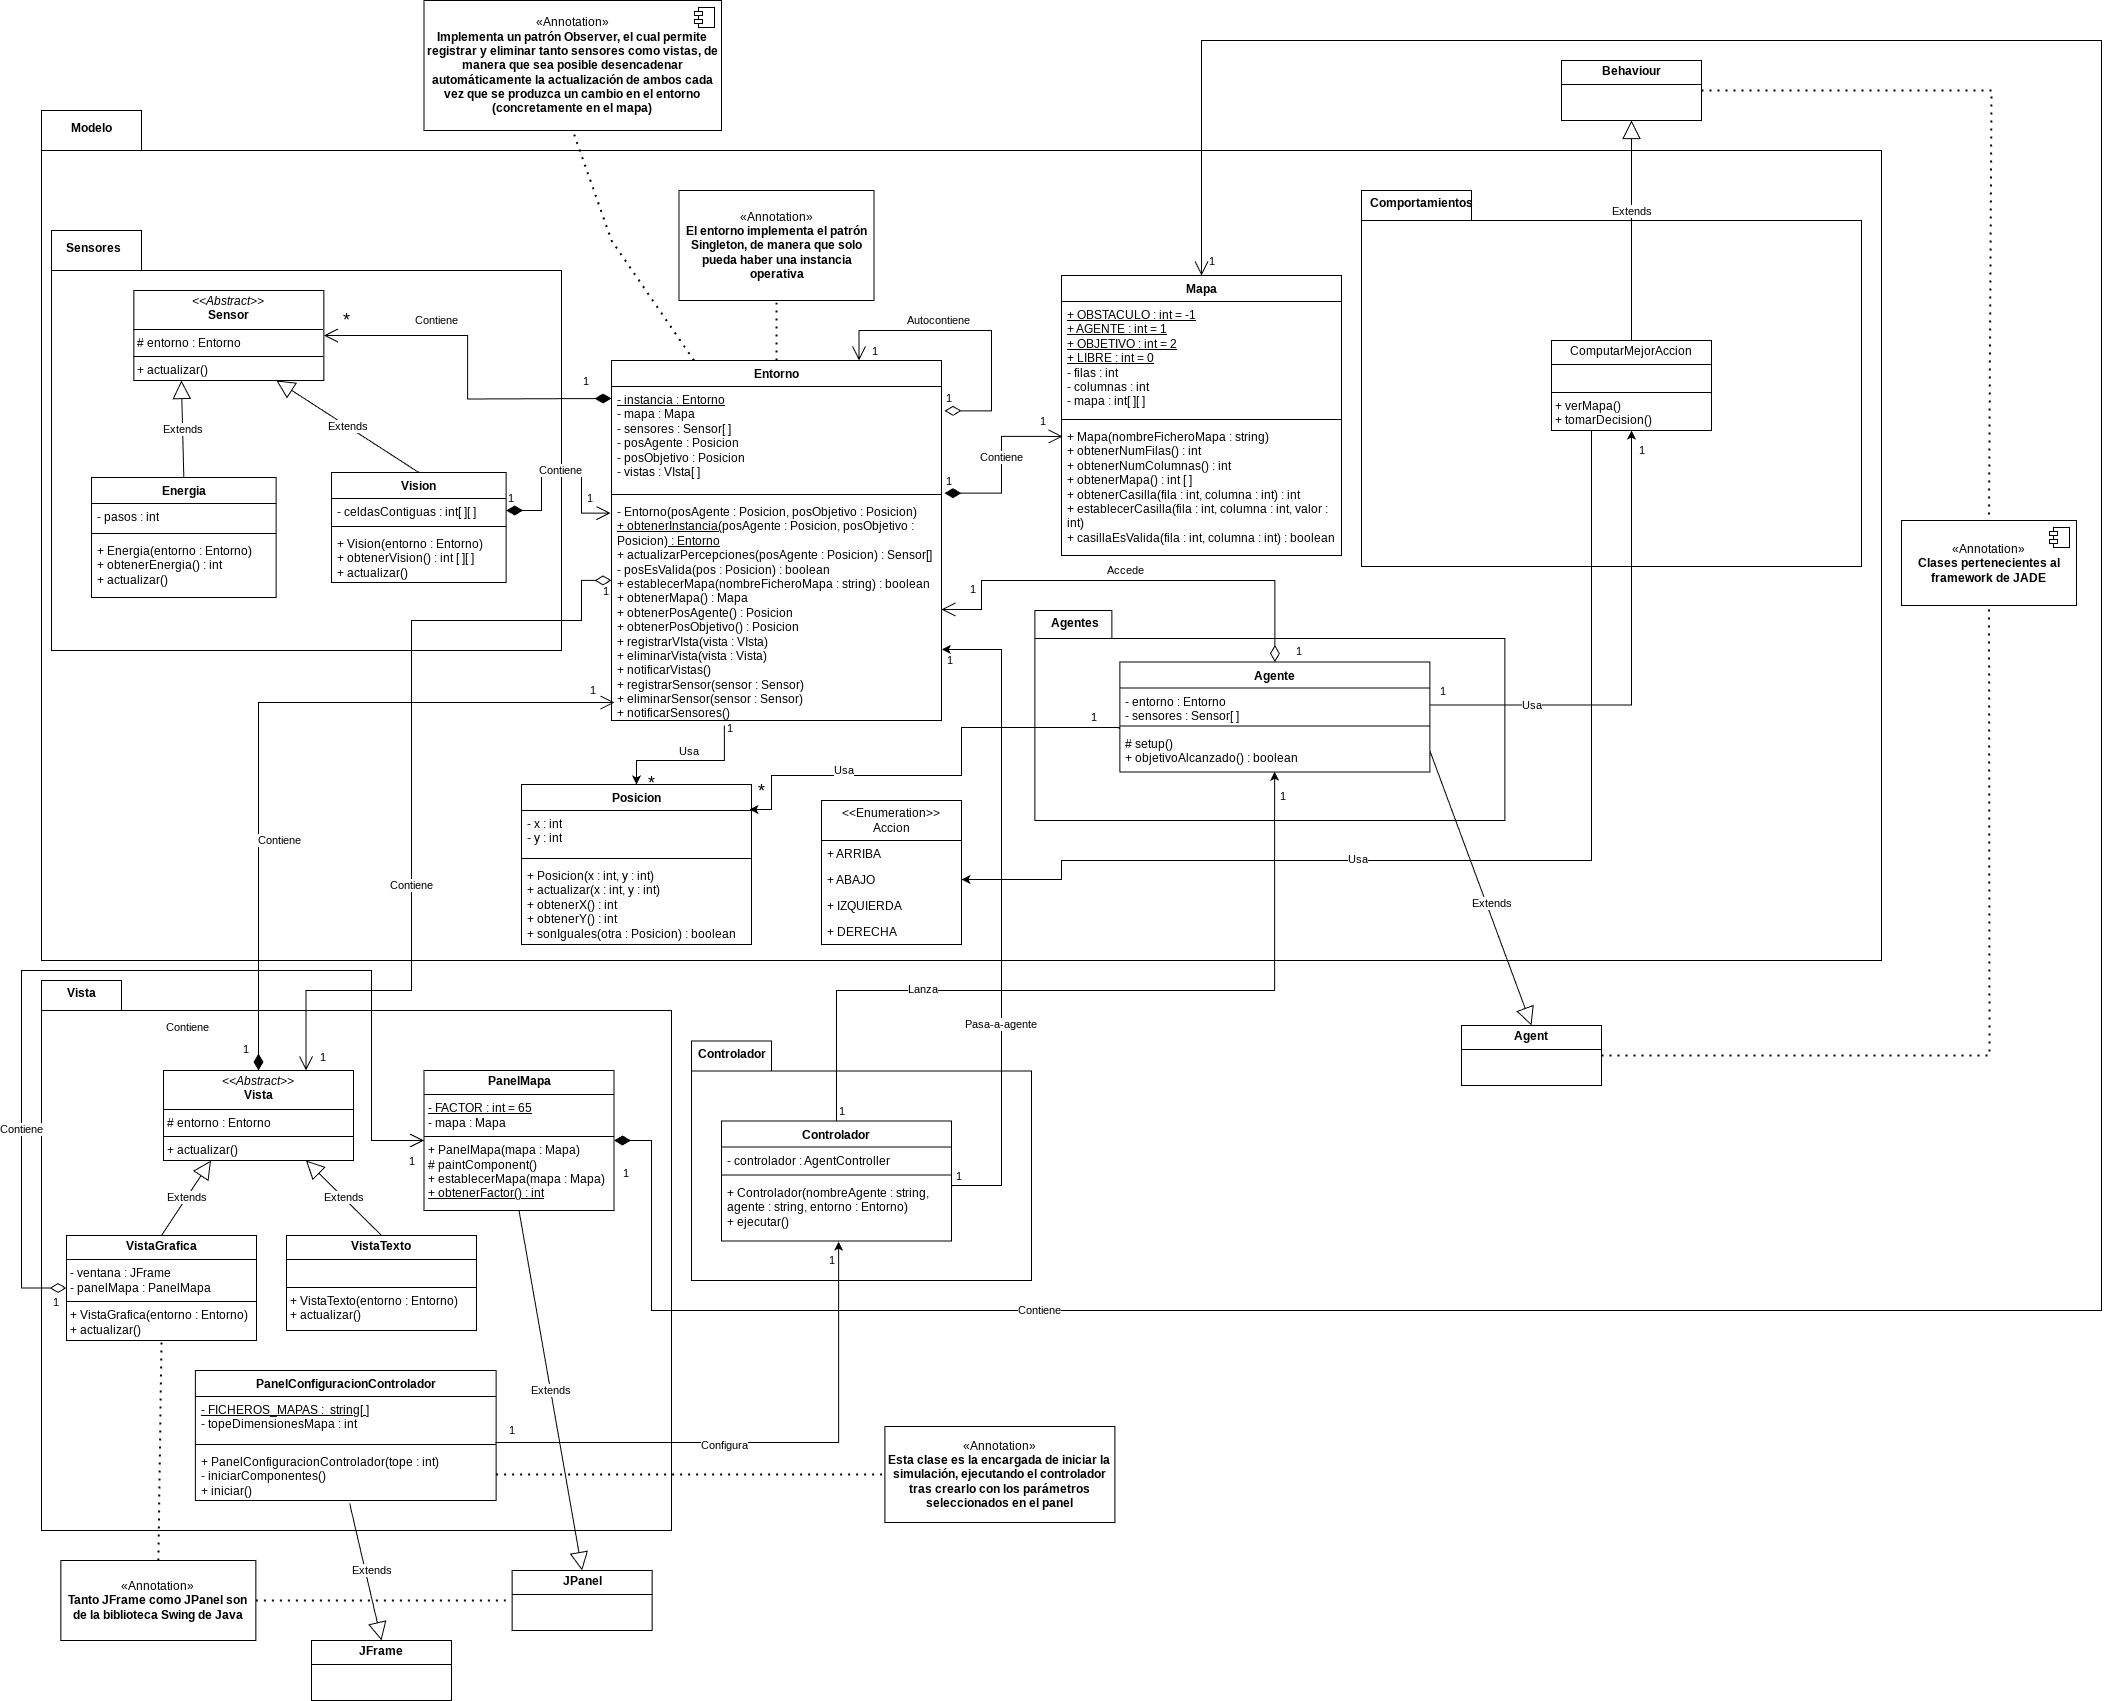 «Annotation»
Implementa un patrón Observer, el cual permite
registrar y eliminar tanto sensores como vistas, de
manera que sea posible desencadenar
automáticamente la actualización de ambos cada
vez que se produzca un cambio en el entorno
(concretamente en el mapa)
Behaviour
Modelo
«Annotation»
El entorno implementa el patrón
Singleton, de manera que solo
pueda haber una instancia
operativa
Comportamientos
Extends
Sensores
<<Abstract>>
Sensor
# entorno : Entorno
+ actualizar()
*
Contiene
1
Autocontiene
1
1
1
Mapa
+ OBSTACULO : int = -1
+ AGENTE : int = 1
+ OBJETIVO : int = 2
+ LIBRE : int = 0
- filas : int
- columnas : int
- mapa : int[ ][ ]
+ Mapa(nombreFicheroMapa : string)
+ obtenerNumFilas() : int
+ obtenerNumColumnas() : int
+ obtenerMapa() : int [ ]
+ obtenerCasilla(fila : int, columna : int) : int
+ establecerCasilla(fila : int, columna : int, valor :
int)
+ casillaEsValida(fila : int, columna : int) : boolean
ComputarMejorAccion
+ verMapa()
+ tomarDecision()
1
Entorno
- instancia : Entorno
- mapa : Mapa
- sensores : Sensor[ ]
- posAgente : Posicion
- posObjetivo : Posicion
- vistas : VIsta[ ]
- Entorno(posAgente : Posicion, posObjetivo : Posicion)
+ obtenerInstancia(posAgente : Posicion, posObjetivo :
Posicion) : Entorno
+ actualizarPercepciones(posAgente : Posicion) : Sensor[]
- posEsValida(pos : Posicion) : boolean
+ establecerMapa(nombreFicheroMapa : string) : boolean
+ obtenerMapa() : Mapa
+ obtenerPosAgente() : Posicion
+ obtenerPosObjetivo() : Posicion
+ registrarVIsta(vista : VIsta)
+ eliminarVista(vista : Vista)
+ notificarVistas()
+ registrarSensor(sensor : Sensor)
+ eliminarSensor(sensor : Sensor)
+ notificarSensores()
1
Contiene
1
Extends
Extends
Energia
- pasos : int
+ Energia(entorno : Entorno)
+ obtenerEnergia() : int
+ actualizar()
Vision
- celdasContiguas : int[ ][ ]
+ Vision(entorno : Entorno)
+ obtenerVision() : int [ ][ ]
+ actualizar()
1
Contiene
1
1
1
«Annotation»
Clases pertenecientes al
framework de JADE
Accede
1
1
1
Agentes
Agente
- entorno : Entorno
- sensores : Sensor[ ]
# setup()
+ objetivoAlcanzado() : boolean
1
Usa
1
1
Usa
*
1
Usa
*
Posicion
- x : int
- y : int
+ Posicion(x : int, y : int)
+ actualizar(x : int, y : int)
+ obtenerX() : int
+ obtenerY() : int
+ sonIguales(otra : Posicion) : boolean
<<Enumeration>>
Accion
+ ARRIBA
+ ABAJO
+ IZQUIERDA
+ DERECHA
Usa
Extends
Contiene
Contiene
Agent
Lanza
Pasa-a-agente
Vista
Contiene
1
1
Contiene
<<Abstract>>
Vista
# entorno : Entorno
+ actualizar()
PanelMapa
- FACTOR : int = 65
- mapa : Mapa
+ PanelMapa(mapa : Mapa)
# paintComponent()
+ establecerMapa(mapa : Mapa)
+ obtenerFactor() : int
1
1
Extends
Extends
VistaGrafica
- ventana : JFrame
- panelMapa : PanelMapa
+ VistaGrafica(entorno : Entorno)
+ actualizar()
1
VistaTexto
+ VistaTexto(entorno : Entorno)
+ actualizar()
Controlador
1
Controlador
- controlador : AgentController
+ Controlador(nombreAgente : string,
agente : string, entorno : Entorno)
+ ejecutar()
1
1
Contiene
PanelConfiguracionControlador
- FICHEROS_MAPAS :  string[ ]
- topeDimensionesMapa : int
+ PanelConfiguracionControlador(tope : int)
- iniciarComponentes()
+ iniciar()
Extends
1
Configura
«Annotation»
Esta clase es la encargada de iniciar la
simulación, ejecutando el controlador
tras crearlo con los parámetros
seleccionados en el panel
«Annotation»
Tanto JFrame como JPanel son
de la biblioteca Swing de Java
Extends
JPanel
JFrame